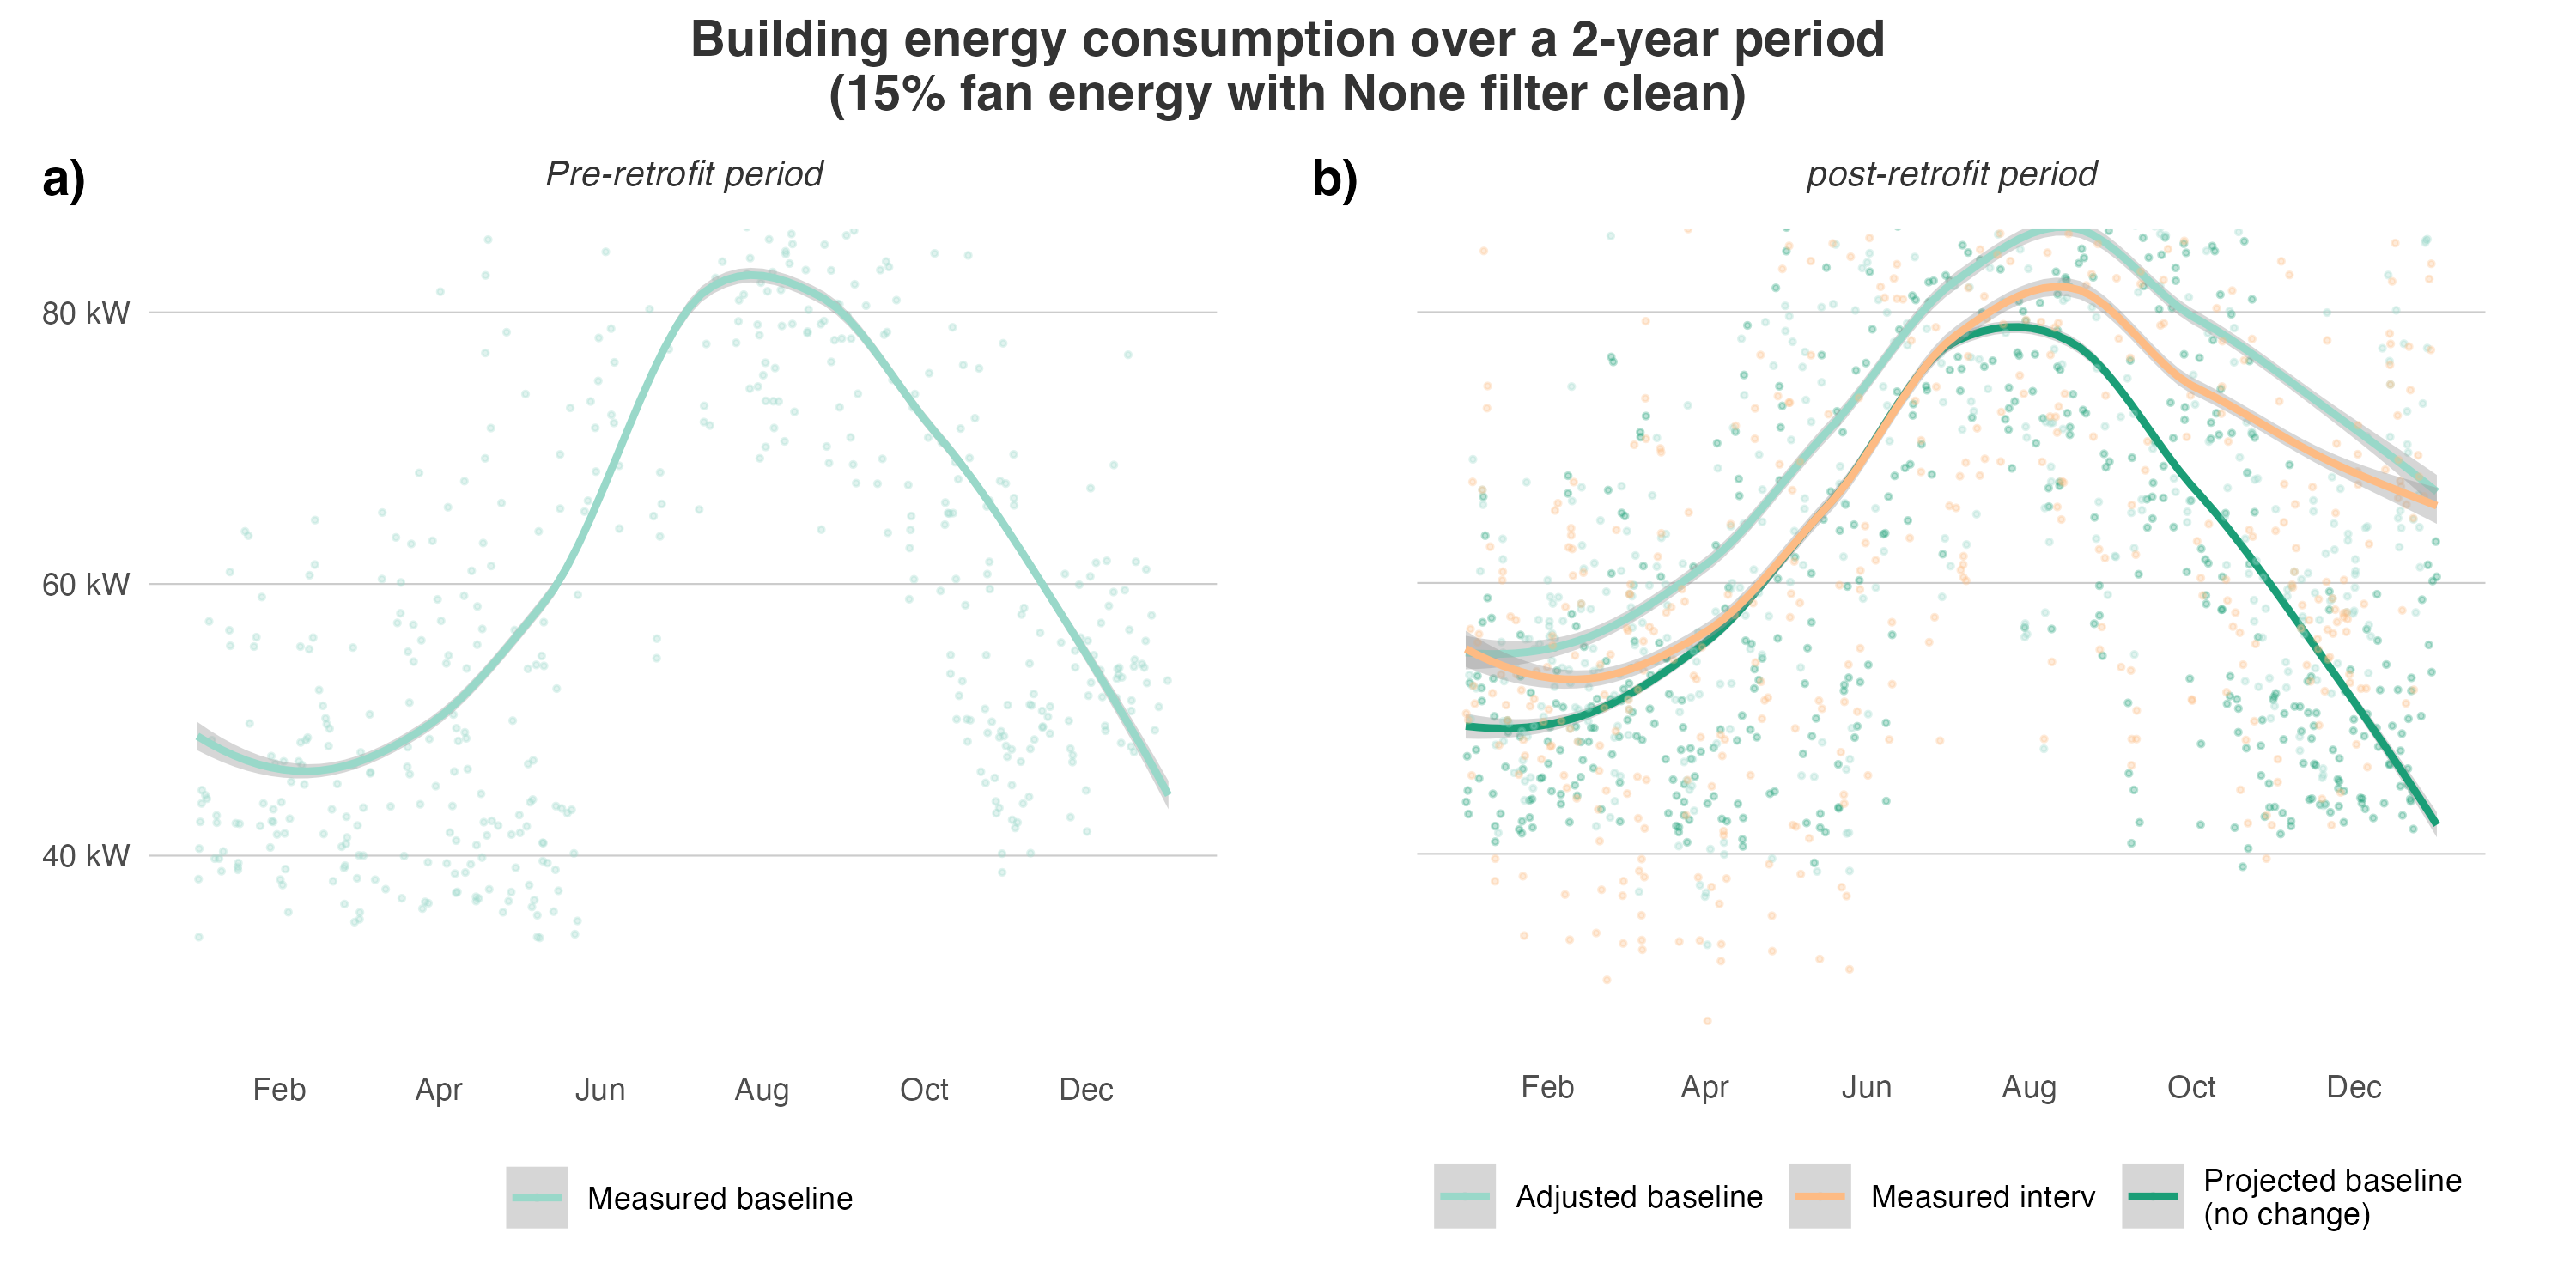 Building energy consumption over a 2-year period
(15% fan energy with None filter clean)
a)
Pre-retrofit period
80 kW
60 kW
40 kW
Feb Apr Jun Aug Oct Dec
Measured baseline
b)
post-retrofit period
Feb Apr Jun Aug Oct Dec
Adjusted baseline
Measured interv
Projected baseline
(no change)